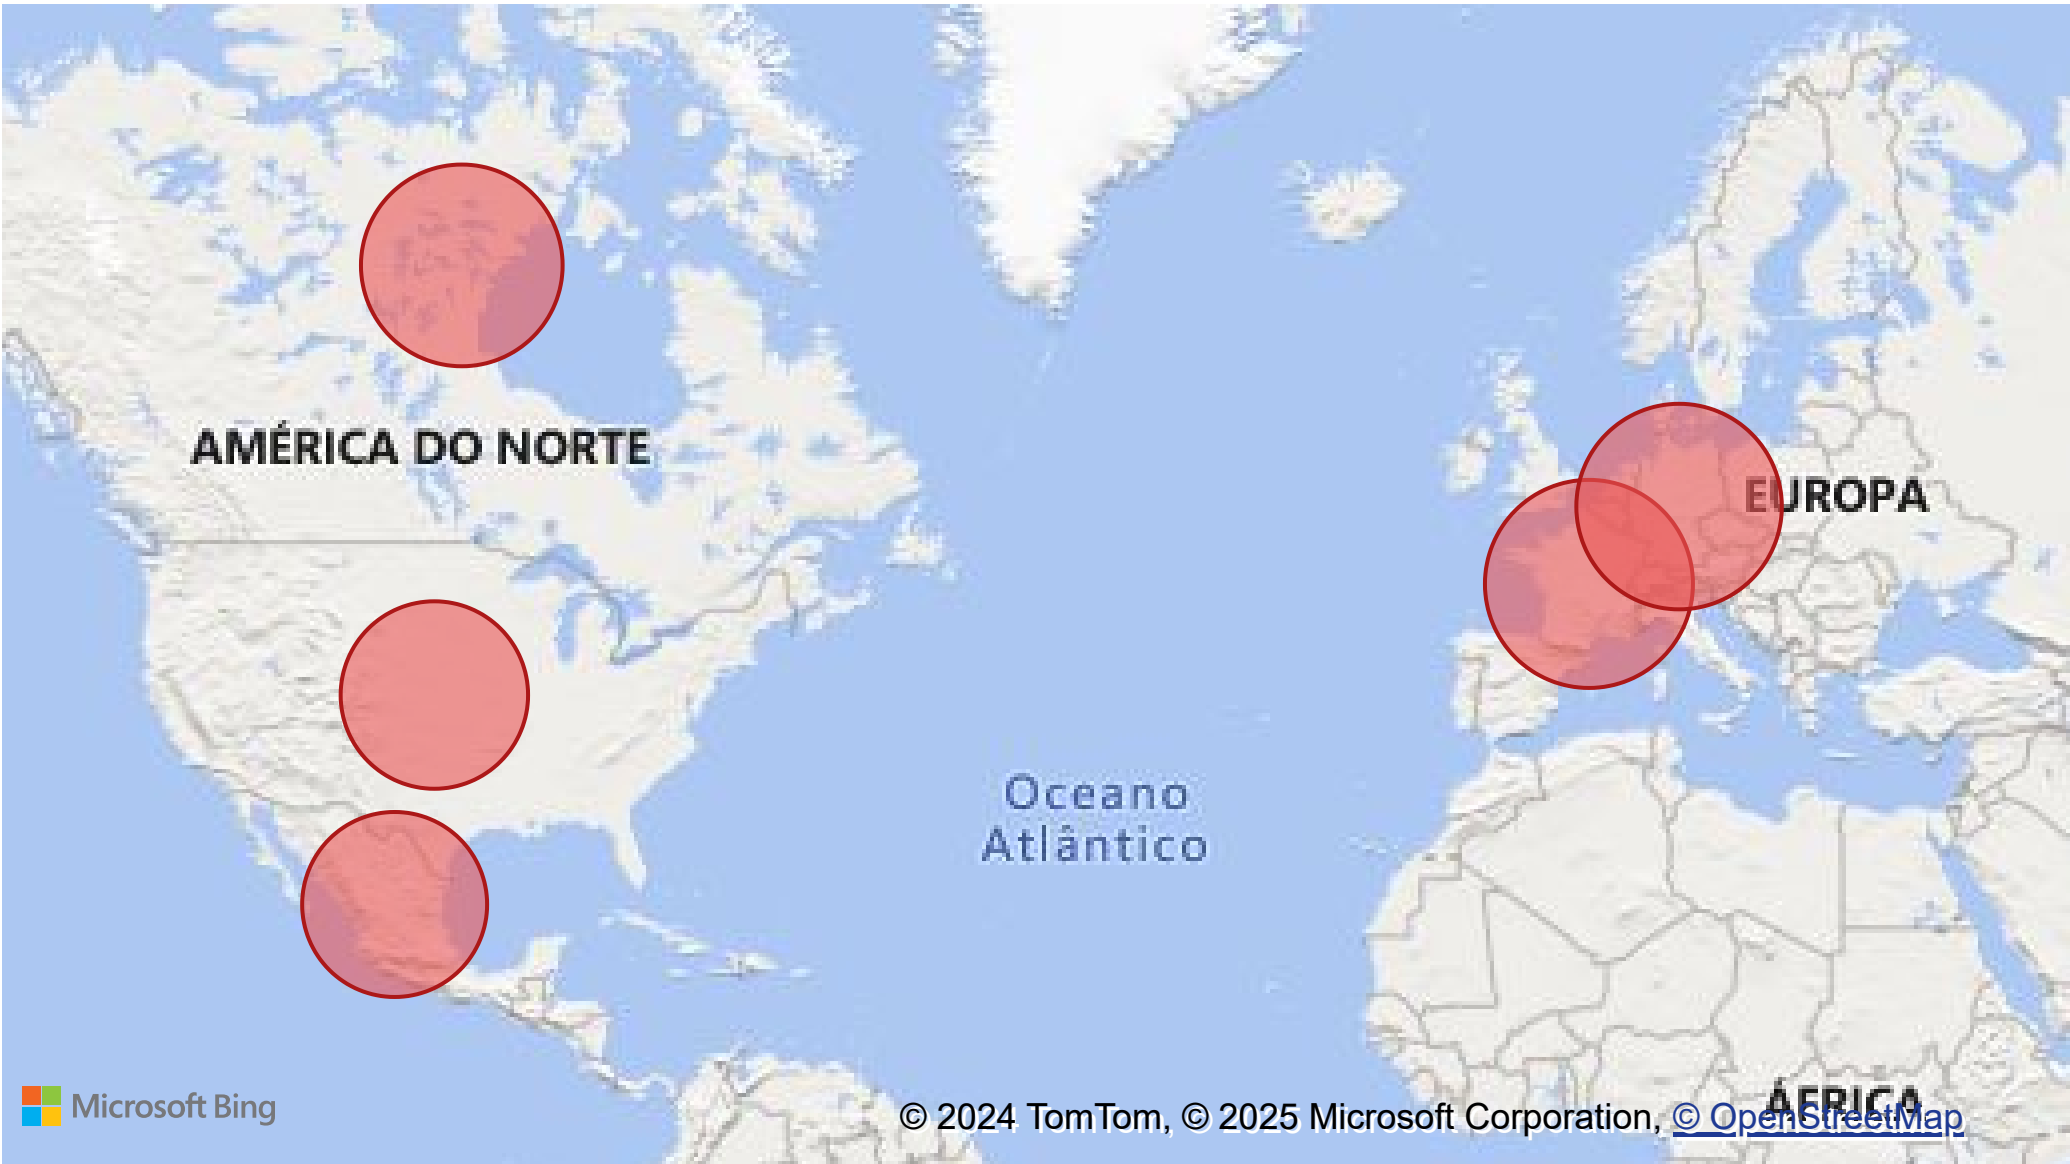 AMÉRICA DO NORTE
EUROPA
Oceano
Atlântico
ÁFRICA
Microsoft Bing
© 2024 TomTom, © 2025 Microsoft Corporation, © OpenStreetMap